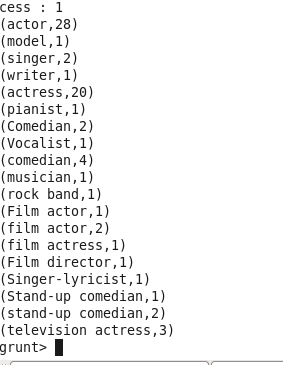 cess : 1
(actor,28)
(model,1)
(singer,2)
(writer,1)
(actress,20)
(pianist,1)
(Comedian,2)
(Vocalist,1)
(comedian,4)
(musician,1)
(rock band,1)
(Film actor,1)
(film actor,2)
(film actress,1)
(Film director,1)
(Singer-lyricist,1)
(Stand-up comedian,1)
(stand-up comedian,2)
(television actress,3)
grunt>